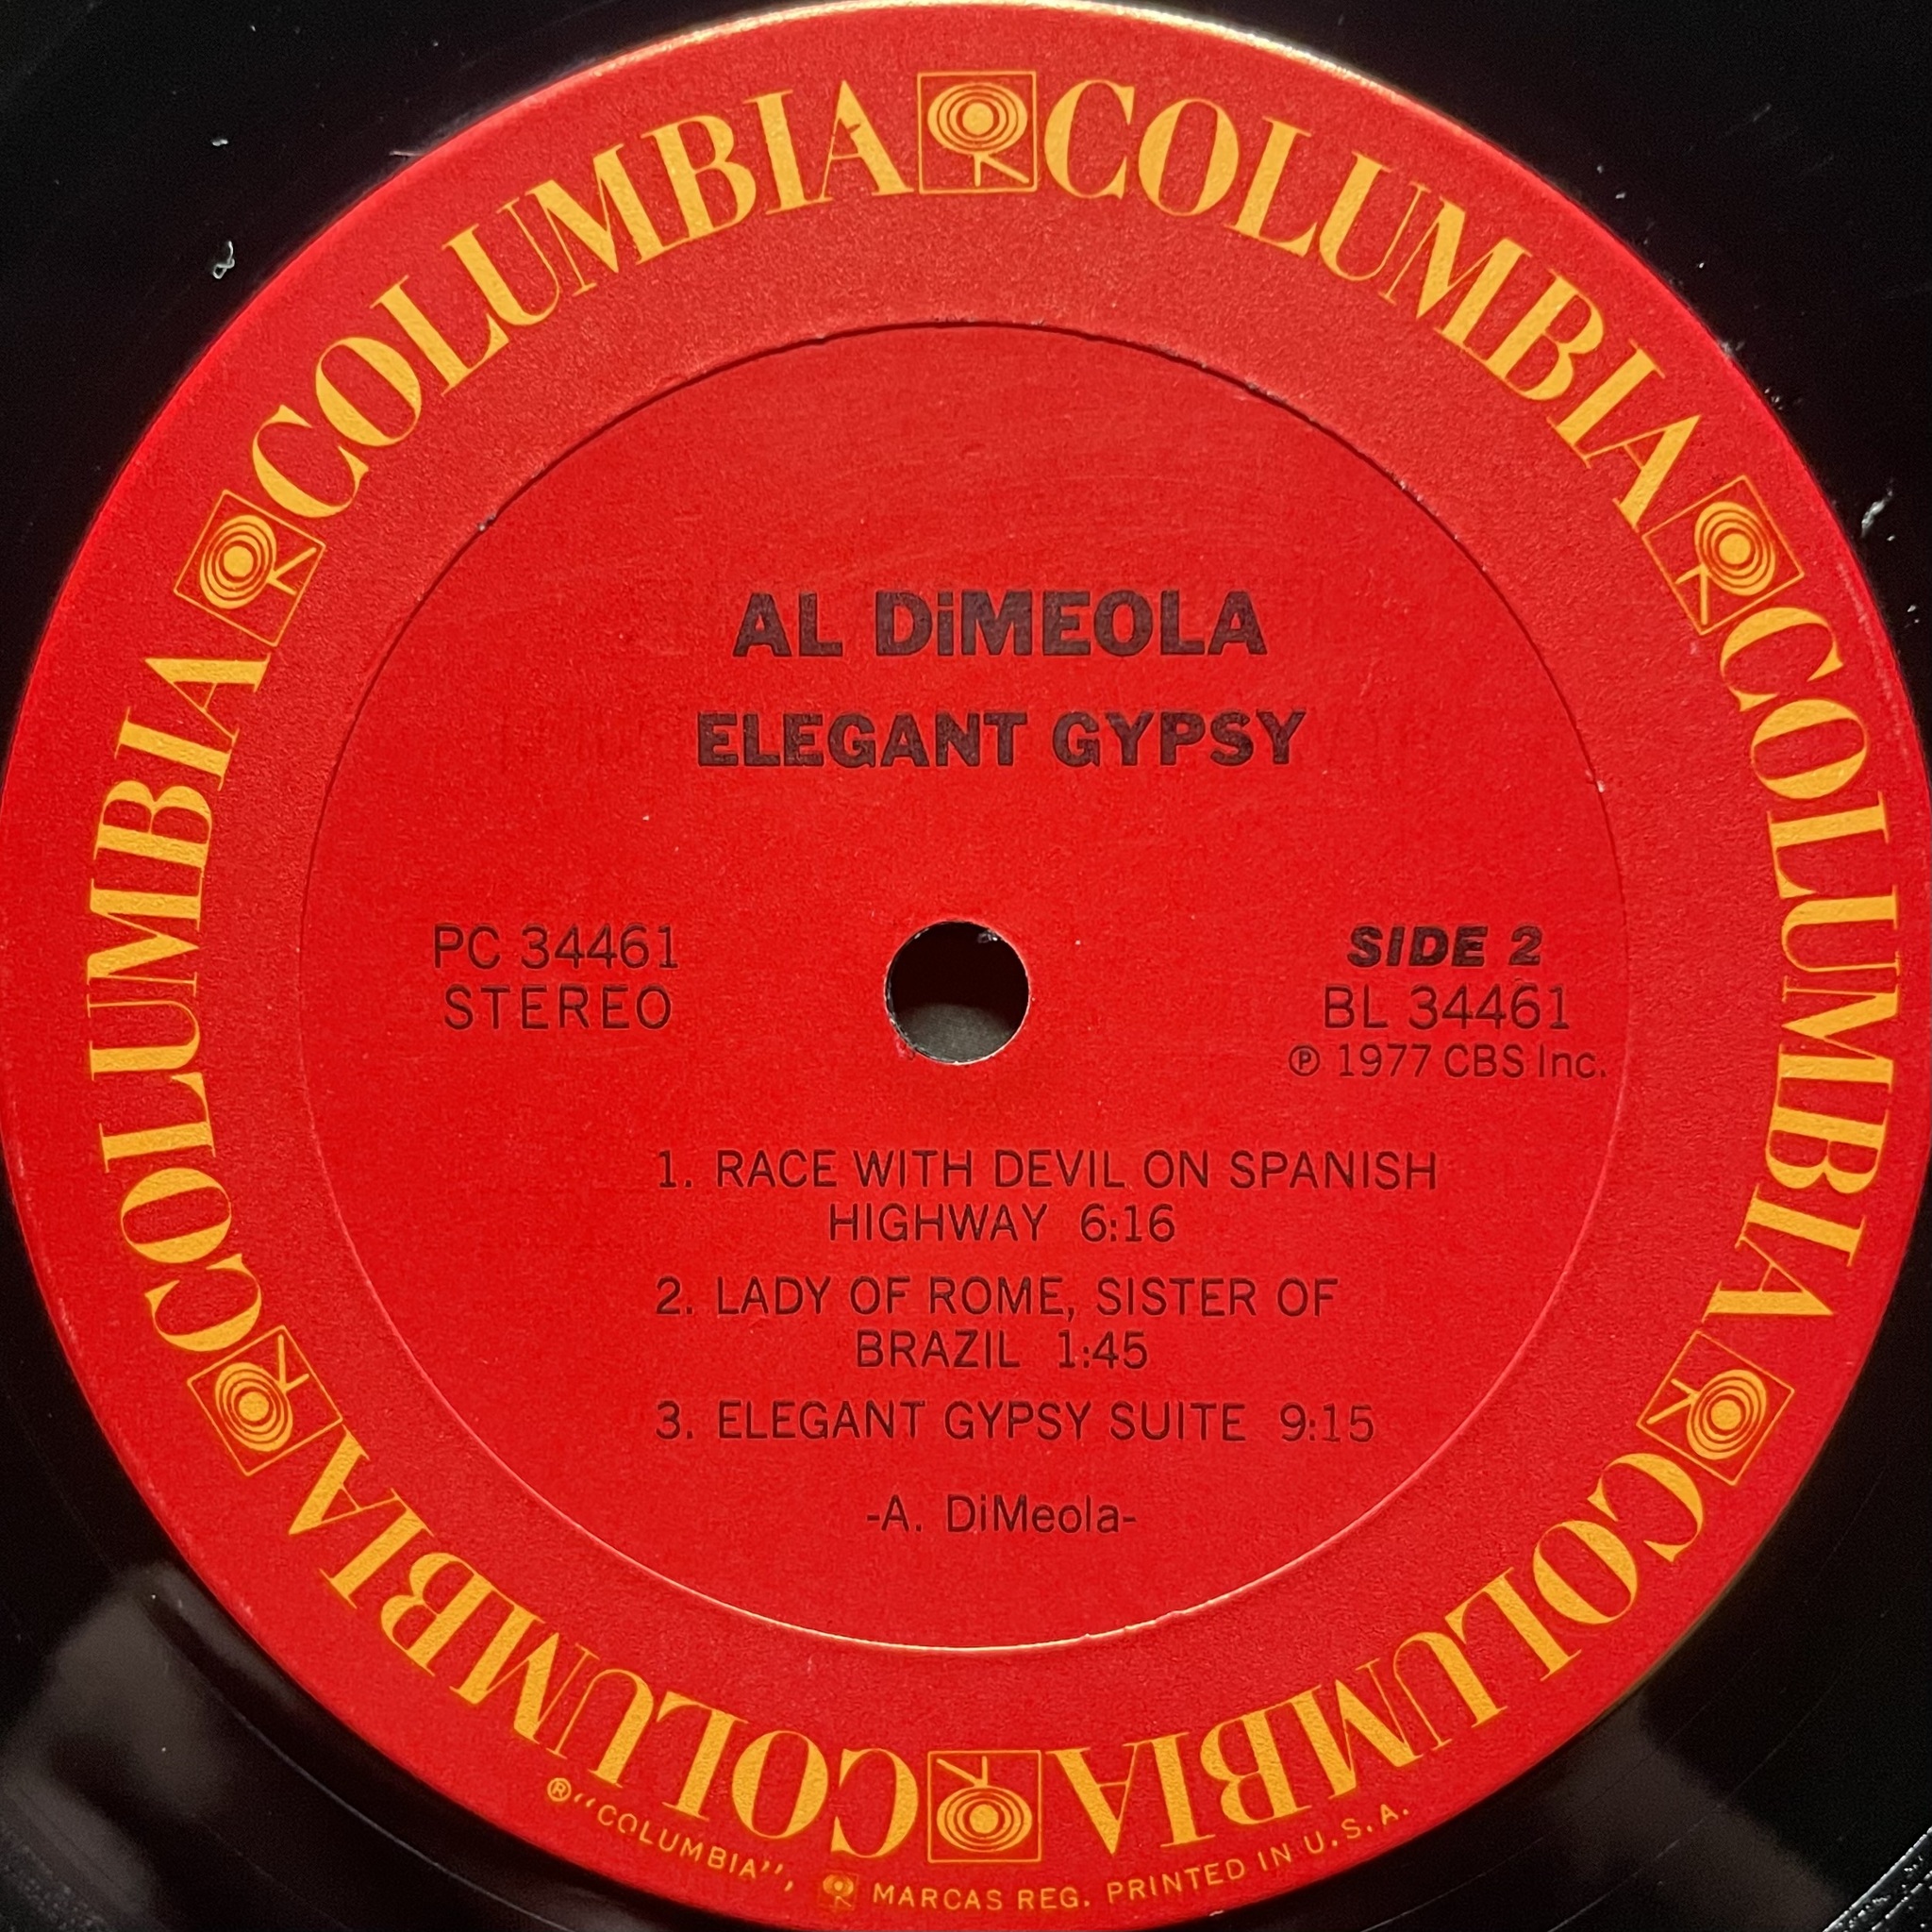 COLUMBIA COLUMBIA COLUMBIA COLUMBIA COLUMBIA COLUMBIA
AL DiMEOLA
ELEGANT GYPSY
PC 34461
STEREO
SIDE 2
BL 34461
Ⓟ 1977 CBS Inc.
1. RACE WITH DEVIL ON SPANISH
HIGHWAY 6:16
2. LADY OF ROME, SISTER OF
BRAZIL 1:45
3. ELEGANT GYPSY SUITE 9:15
-A. DiMeola-
®"COLUMBIA", MARCAS REG. PRINTED IN U.S.A.